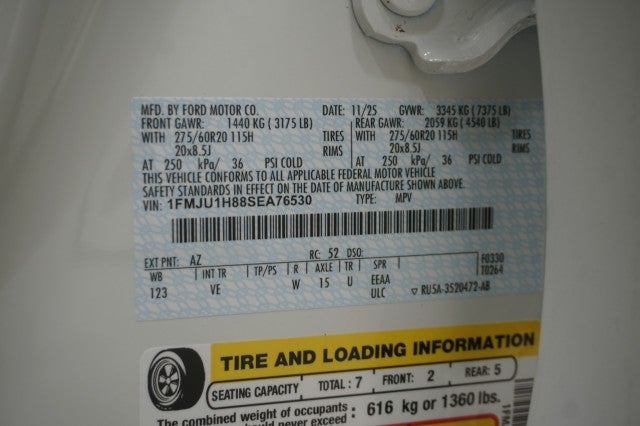 MFD. BY FORD MOTOR CO. DATE: 11/25 GVWR: 3345 KG ( 7375 LB)
FRONT GAWR: 1440 KG ( 3175 LB) REAR GAWR: 2059 KG ( 4540 LB)
WITH 275/60R20 115H TIRES WITH 275/60R20 115H TIRES
20x8.5J RIMS 20x8.5J RIMS
AT 250 kPa/ 36 PSI COLD AT 250 kPa/ 36 PSI COLD
THIS VEHICLE CONFORMS TO ALL APPLICABLE FEDERAL MOTOR VEHICLE
SAFETY STANDARDS IN EFFECT ON THE DATE OF MANUFACTURE SHOWN ABOVE.
VIN: 1FMJU1H88SEA76530 TYPE: MPV
EXT PNT: AZ RC: 52 DSO: F0330
WB INT TR TP/PS R AXLE TR SPR T0264
123 VE W 15 U EEAA
ULC ▽ RU5A-3520472-AB
TIRE AND LOADING INFORMATION
SEATING CAPACITY TOTAL : 7 FRONT: 2 REAR: 5
The combined weight of occupants : 616 kg or 1360 lbs.
should never exceed
1FM